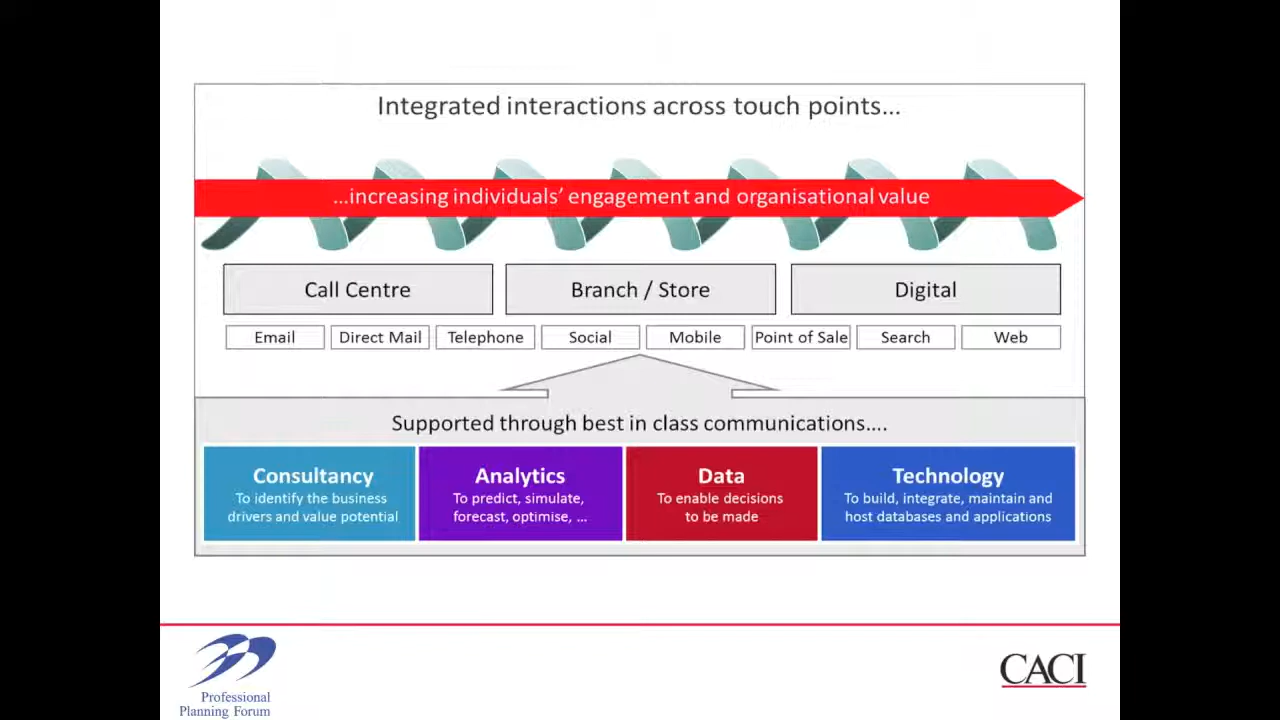 Integrated interactions across touch points...
...increasing individuals' engagement and organisational value
Call Centre
Branch / Store
Digital
Email
Direct Mail
Telephone
Social
Mobile
Point of Sale
Search
Web
Supported through best in class communications....
Consultancy
To identify the business
drivers and value potential
Analytics
To predict, simulate,
forecast, optimise, ...
Data
To enable decisions
to be made
Technology
To build, integrate, maintain and
host databases and applications
Professional
Planning Forum
CACI